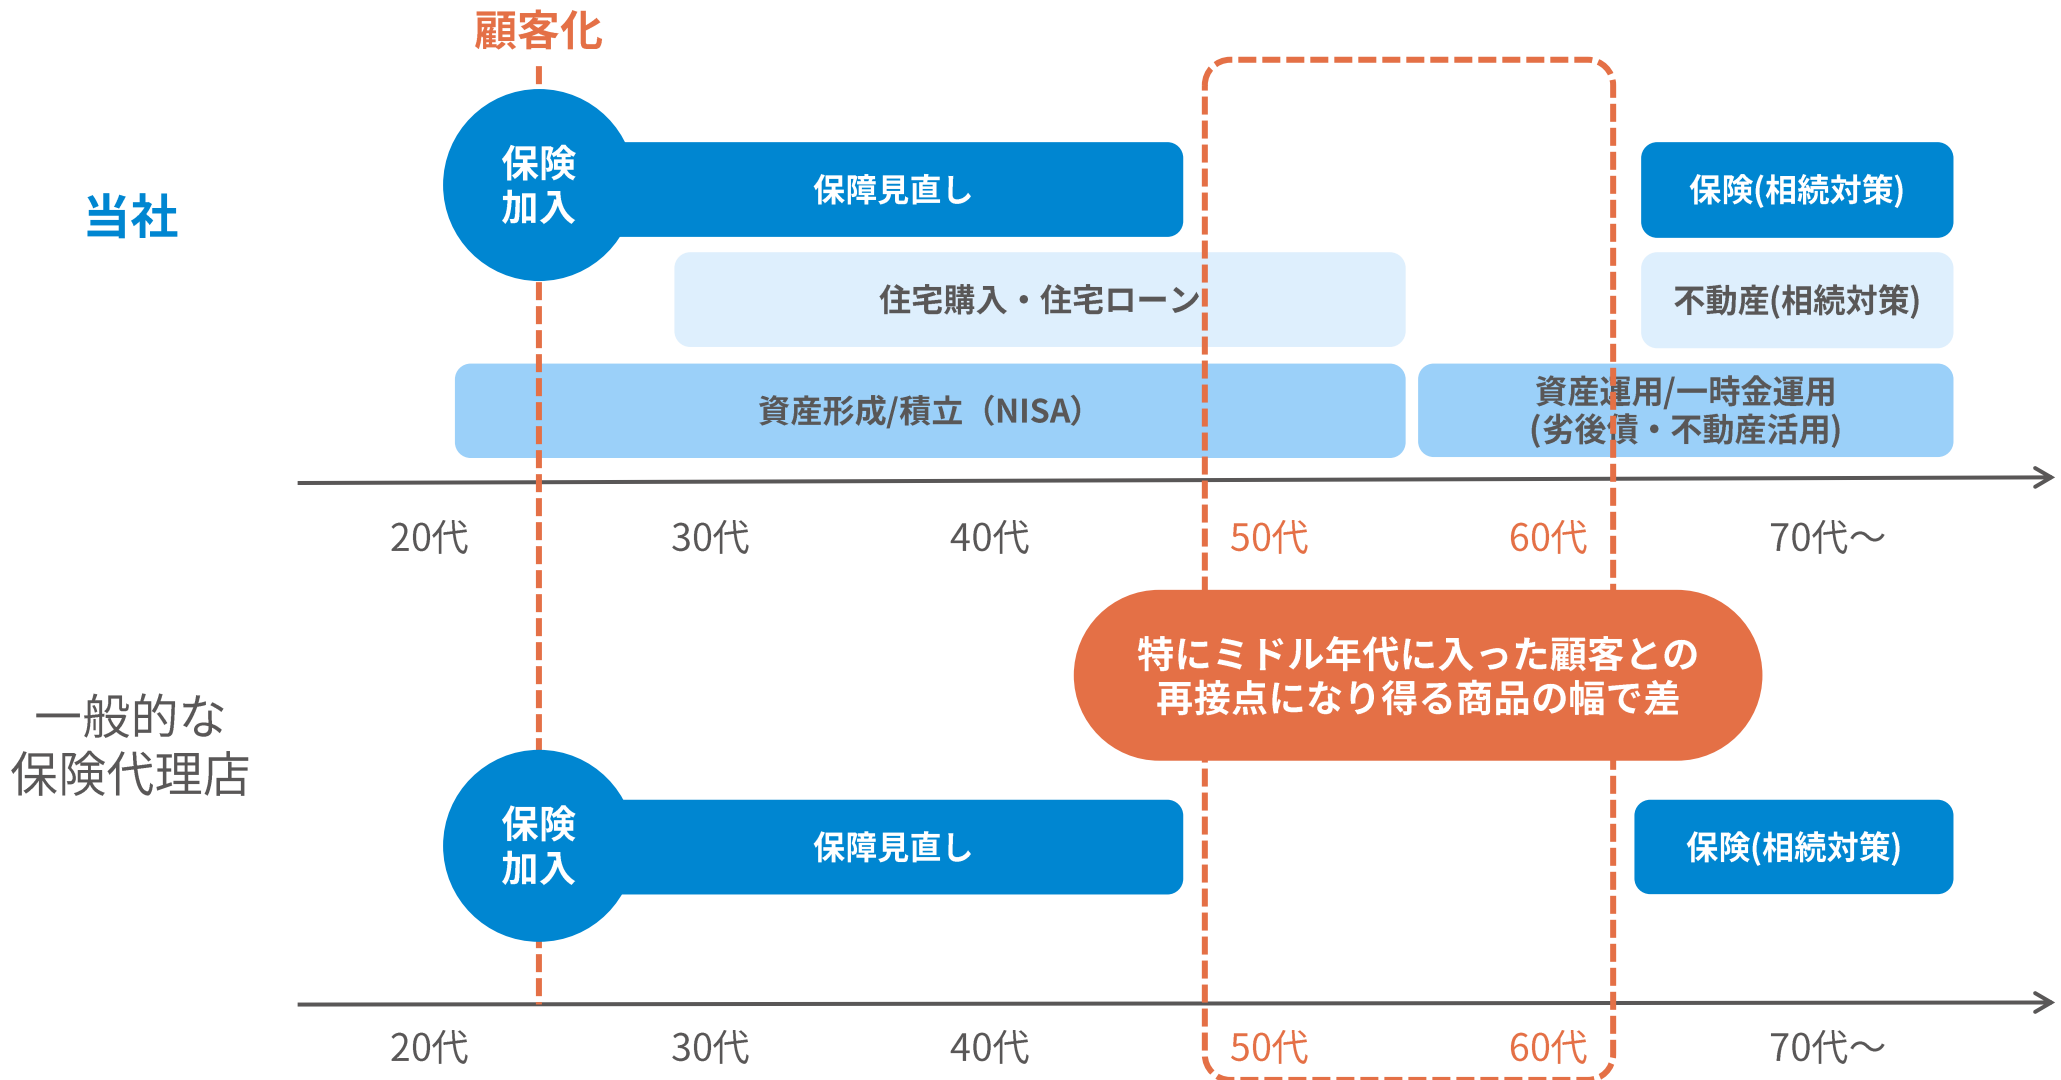 顧客化
当社
保険
加入
保障見直し
保険(相続対策)
住宅購入・住宅ローン
不動産(相続対策)
資産形成/積立（NISA）
資産運用/一時金運用
(劣後債・不動産活用)
20代
30代
40代
50代
60代
70代～
特にミドル年代に入った顧客との
再接点になり得る商品の幅で差
一般的な
保険代理店
保険
加入
保障見直し
保険(相続対策)
20代
30代
40代
50代
60代
70代～